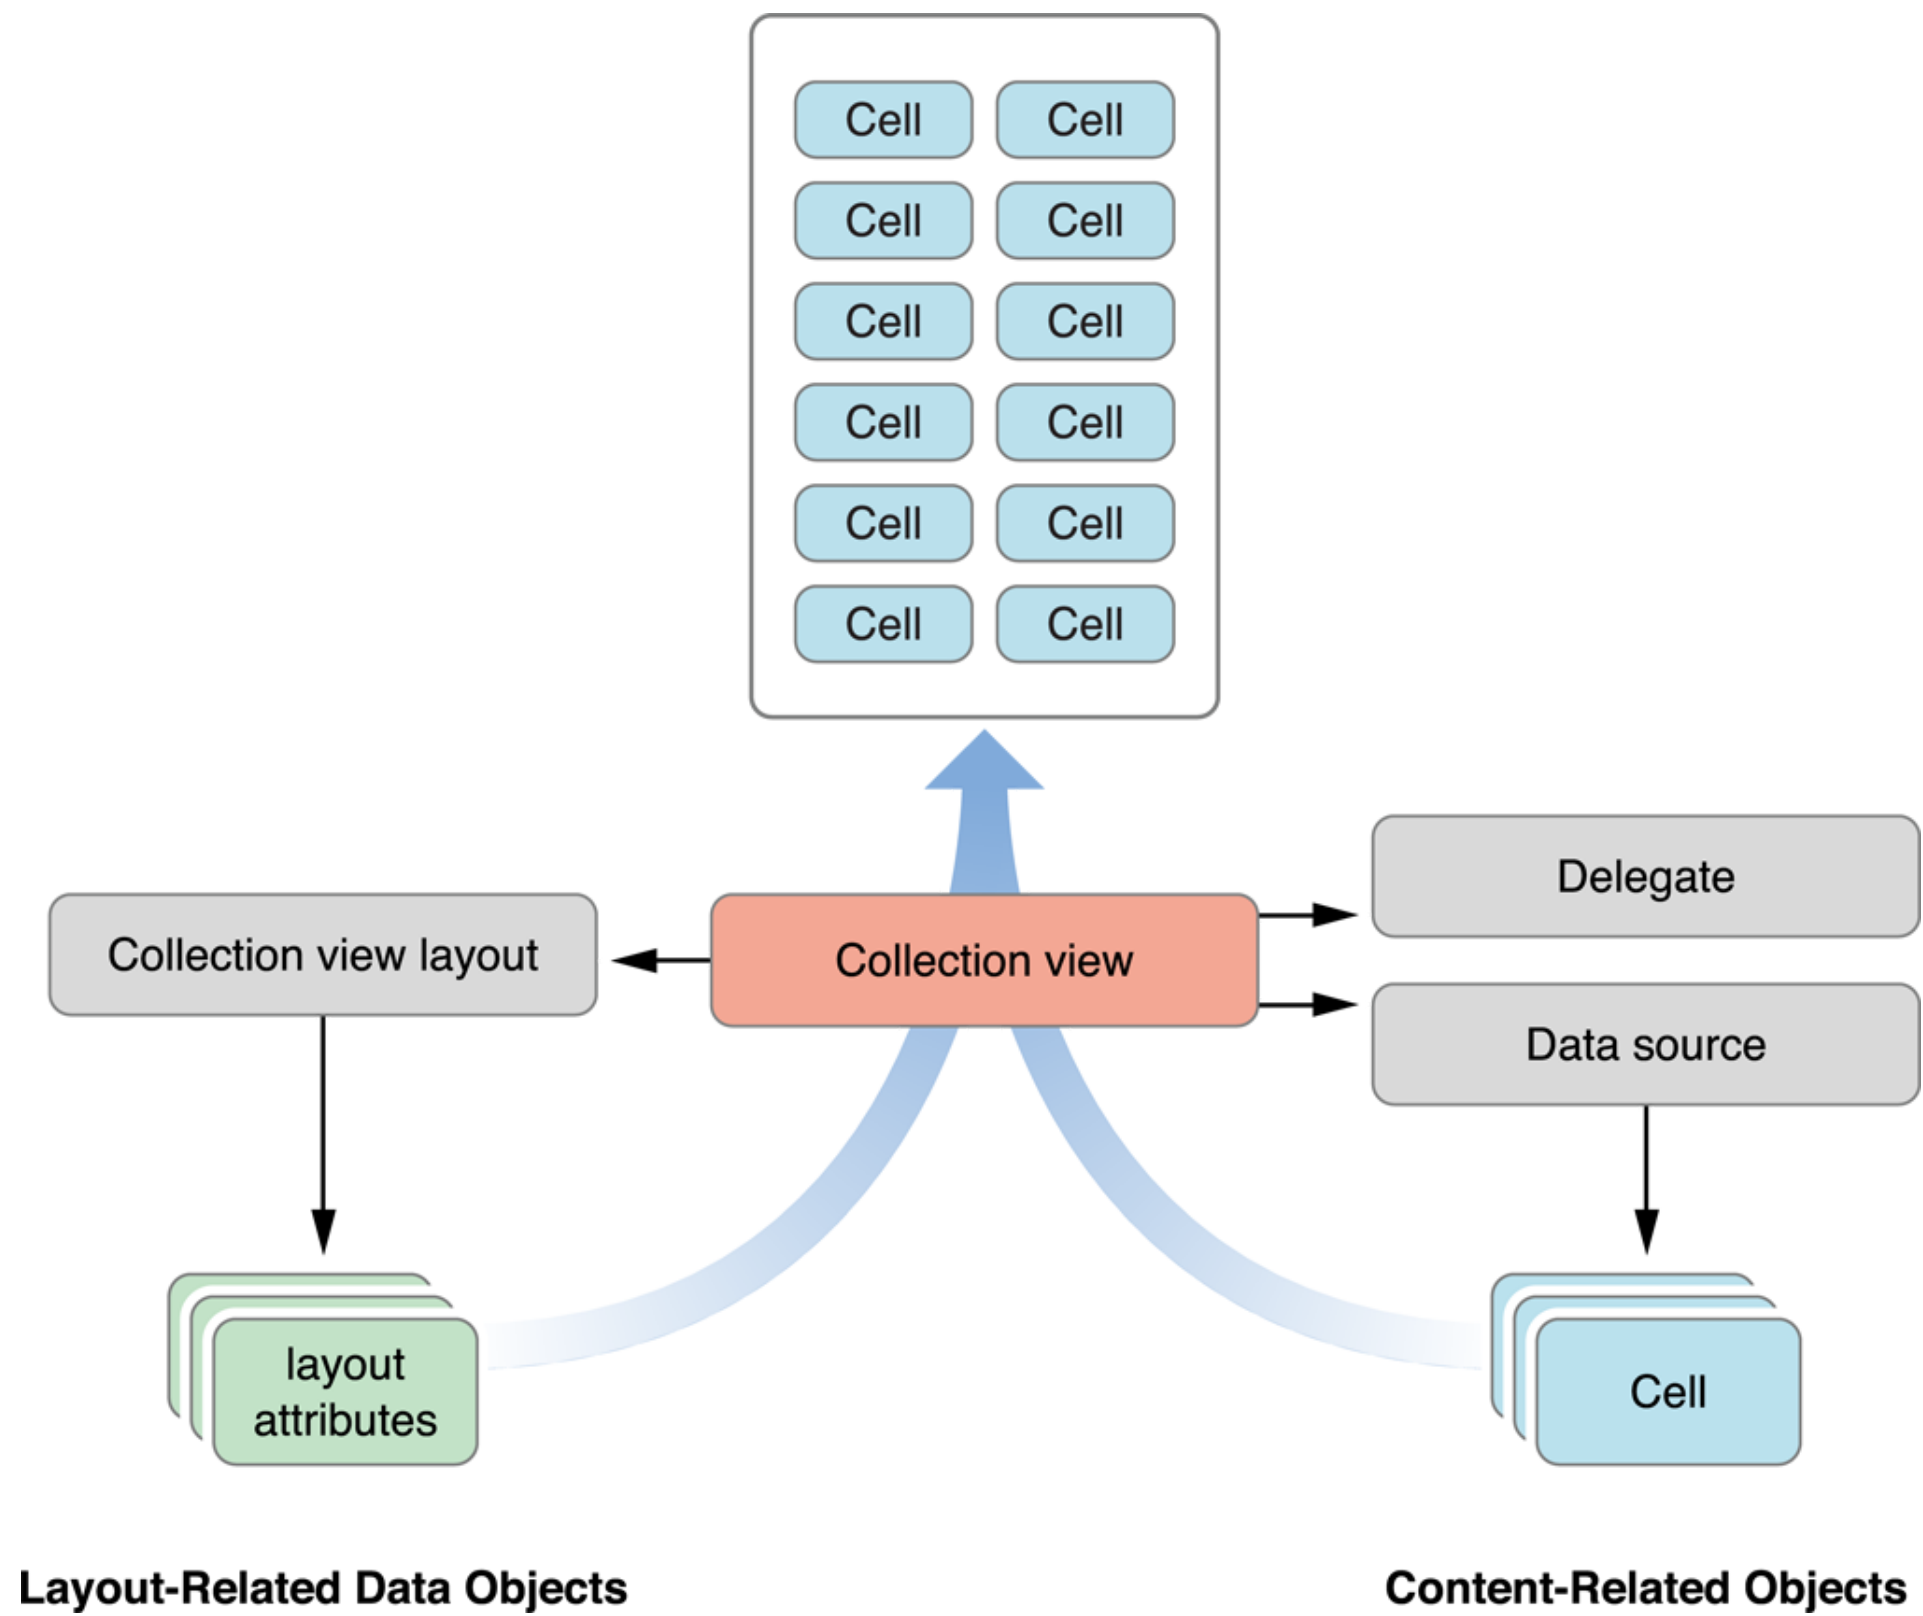 Cell Cell
Cell Cell
Cell Cell
Cell Cell
Cell Cell
Cell Cell
Delegate
Collection view layout
Collection view
Data source
layout
attributes
Cell
Layout-Related Data Objects
Content-Related Objects